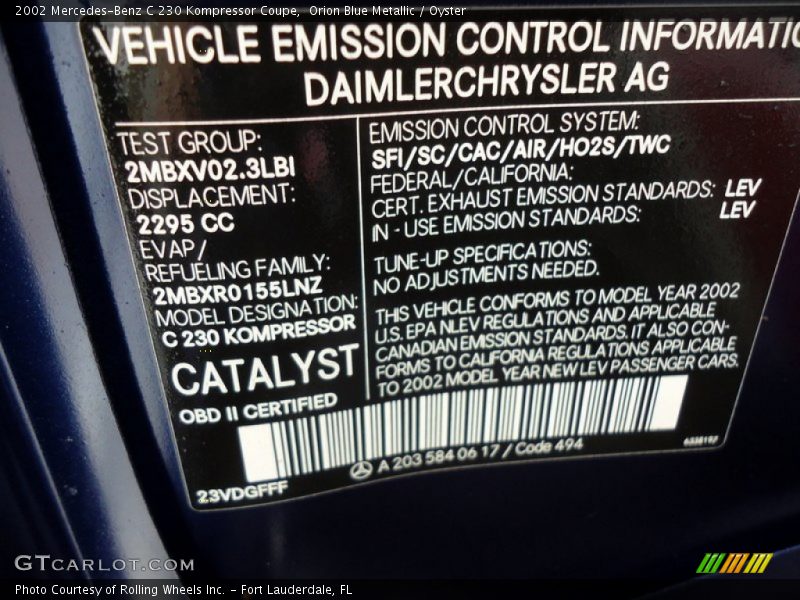 2002 Mercedes-Benz C 230 Kompressor Coupe, Orion Blue Metallic / Oyster
VEHICLE EMISSION CONTROL INFORMATIO
DAIMLERCHRYSLER AG
TEST GROUP:
2MBXV02.3LBI
DISPLACEMENT:
2295 CC
EVAP/
REFUELING FAMILY:
2MBXR0155LNZ
MODEL DESIGNATION:
C 230 KOMPRESSOR
CATALYST
OBD II CERTIFIED
EMISSION CONTROL SYSTEM:
SFI/SC/CAC/AIR/HO2S/TWC
FEDERAL/CALIFORNIA:
CERT. EXHAUST EMISSION STANDARDS: LEV
IN - USE EMISSION STANDARDS: LEV
TUNE-UP SPECIFICATIONS:
NO ADJUSTMENTS NEEDED.
THIS VEHICLE CONFORMS TO MODEL YEAR 2002
U.S. EPA NLEV REGULATIONS AND APPLICABLE
CANADIAN EMISSION STANDARDS. IT ALSO CON-
FORMS TO CALIFORNIA REGULATIONS APPLICABLE
TO 2002 MODEL YEAR NEW LEV PASSENGER CARS.
A 203 584 06 17 / Code 494
23VDGFFF
GTCARLOT.COM
Photo Courtesy of Rolling Wheels Inc. - Fort Lauderdale, FL